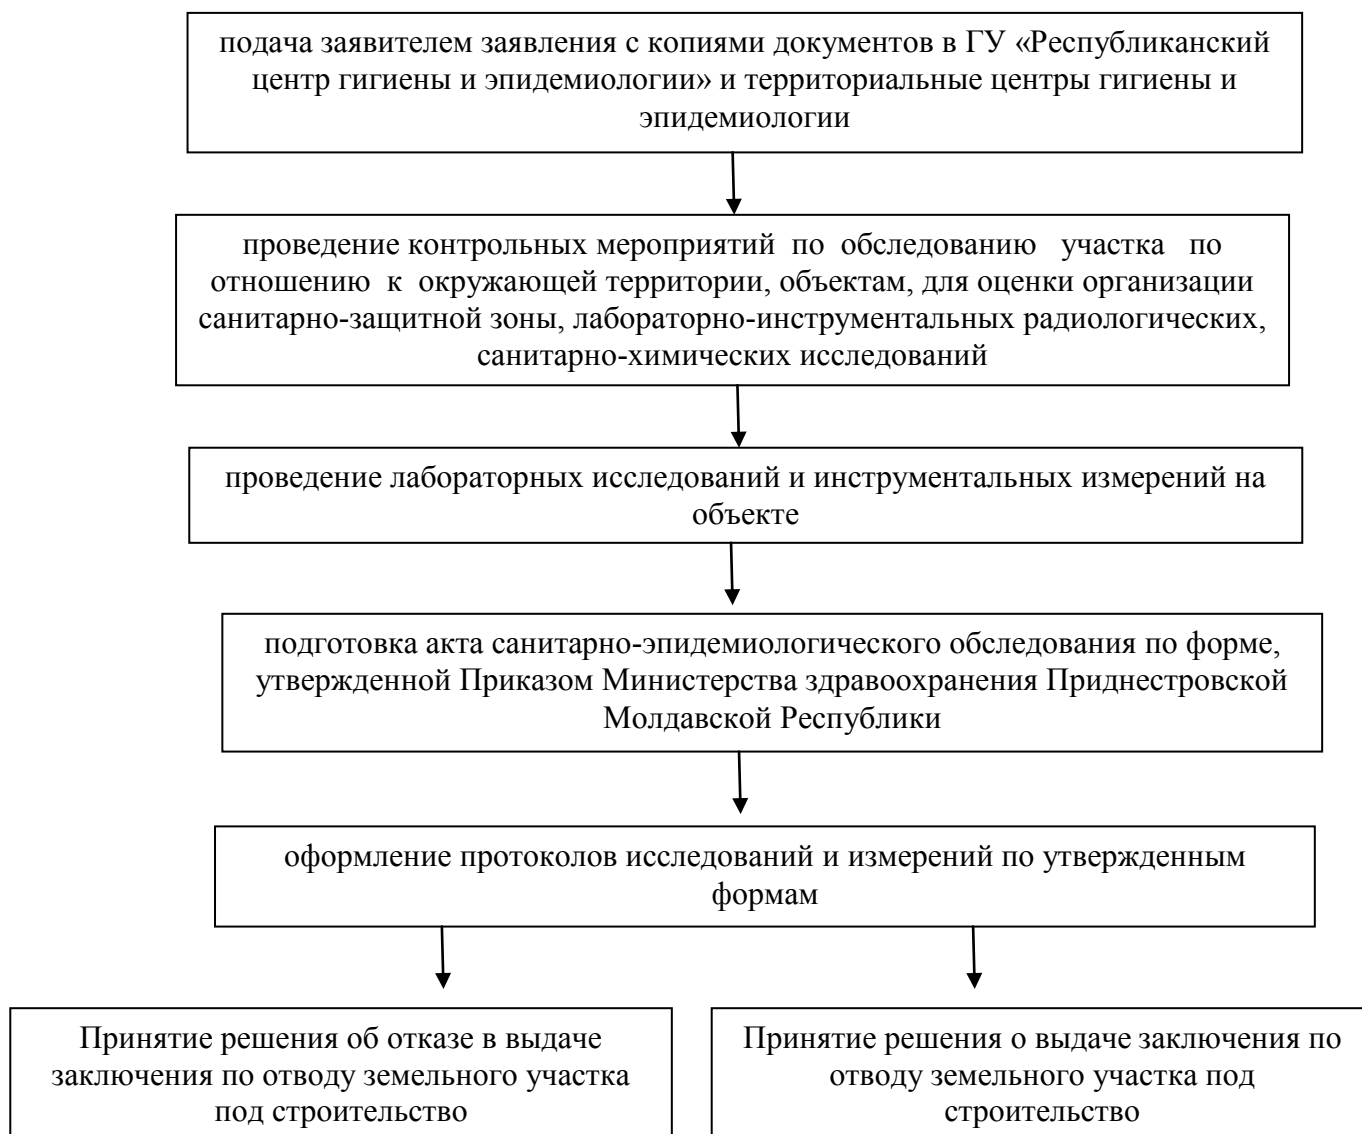 подача заявителем заявления с копиями документов в ГУ «Республиканский
центр гигиены и эпидемиологии» и территориальные центры гигиены и
эпидемиологии
проведение контрольных мероприятий по обследованию участка по
отношению к окружающей территории, объектам, для оценки организации
санитарно-защитной зоны, лабораторно-инструментальных радиологических,
санитарно-химических исследований
проведение лабораторных исследований и инструментальных измерений на
объекте
подготовка акта санитарно-эпидемиологического обследования по форме,
утвержденной Приказом Министерства здравоохранения Приднестровской
Молдавской Республики
оформление протоколов исследований и измерений по утвержденным
формам
Принятие решения об отказе в выдаче
заключения по отводу земельного участка
под строительство
Принятие решения о выдаче заключения по
отводу земельного участка под
строительство